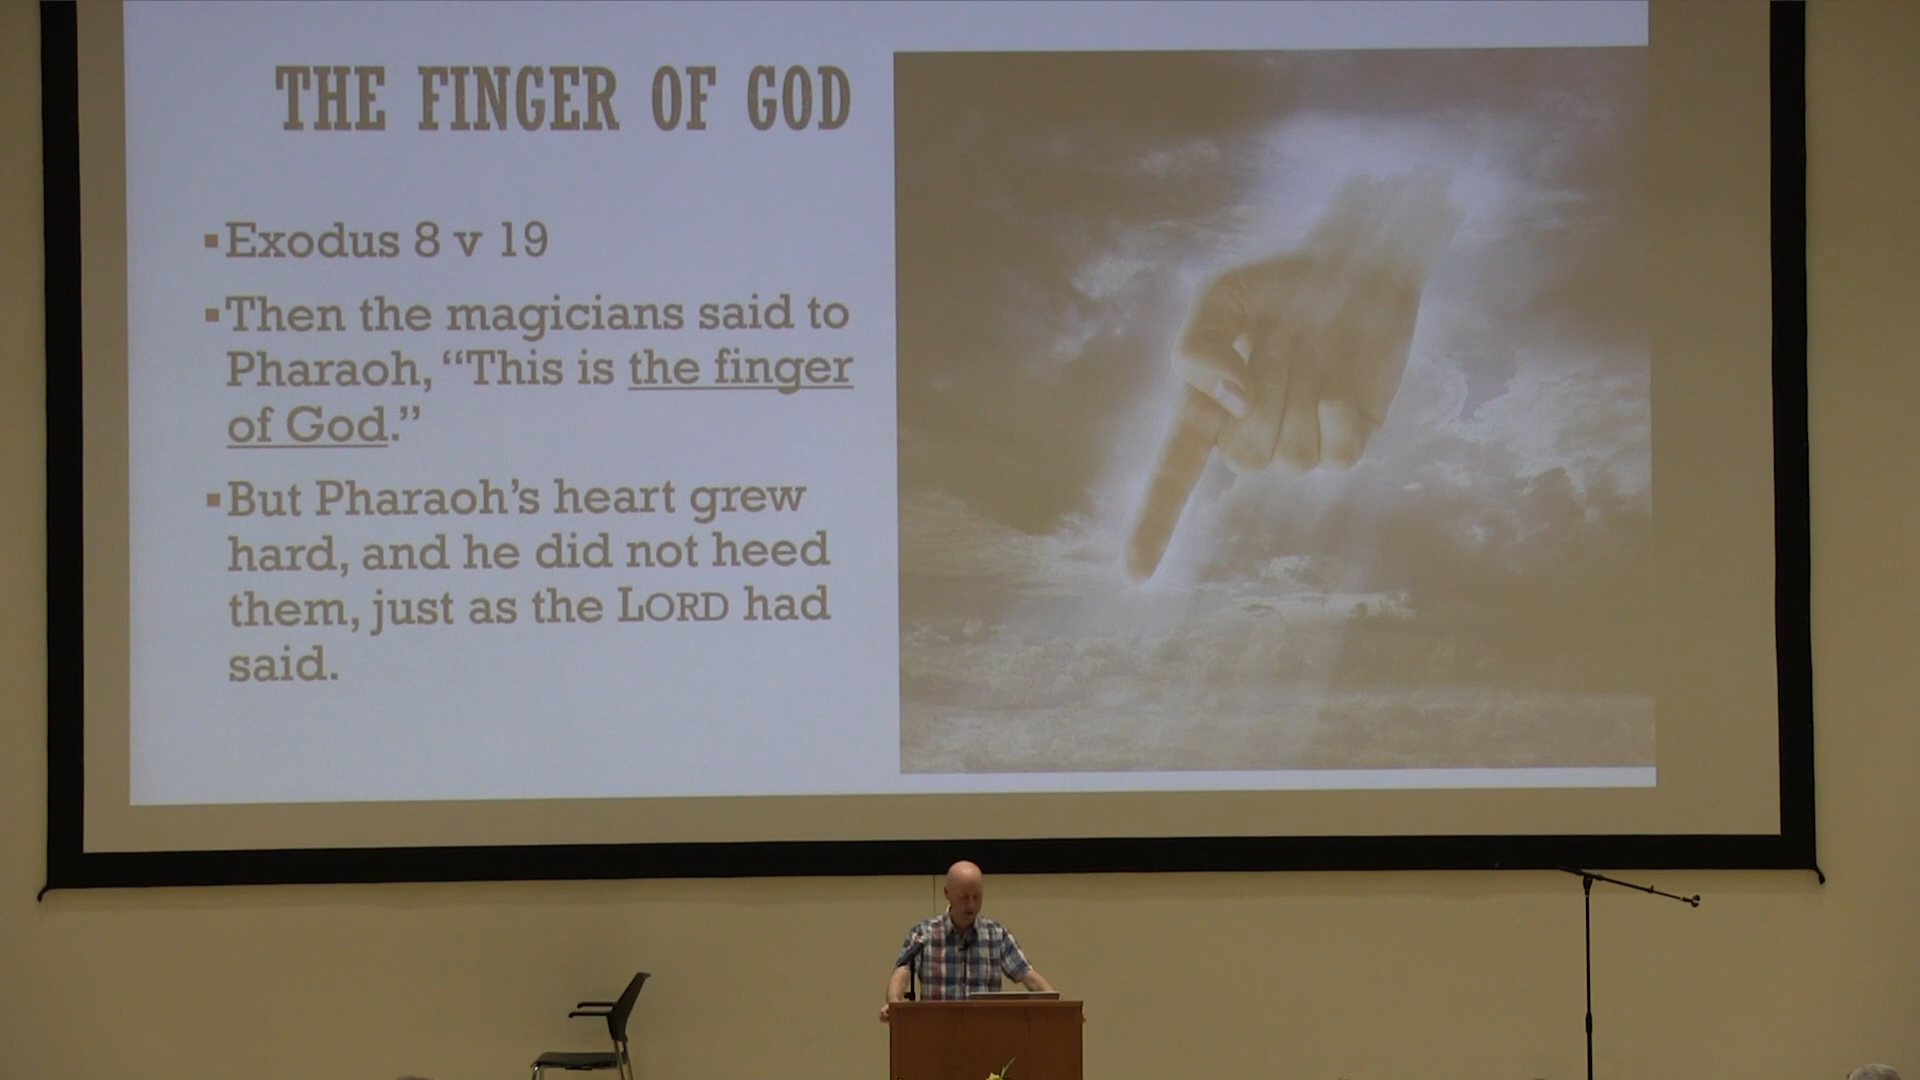 THE FINGER OF GOD
▪Exodus 8 v 19
▪Then the magicians said to
Pharaoh, “This is the finger
of God.”
▪But Pharaoh’s heart grew
hard, and he did not heed
them, just as the LORD had
said.